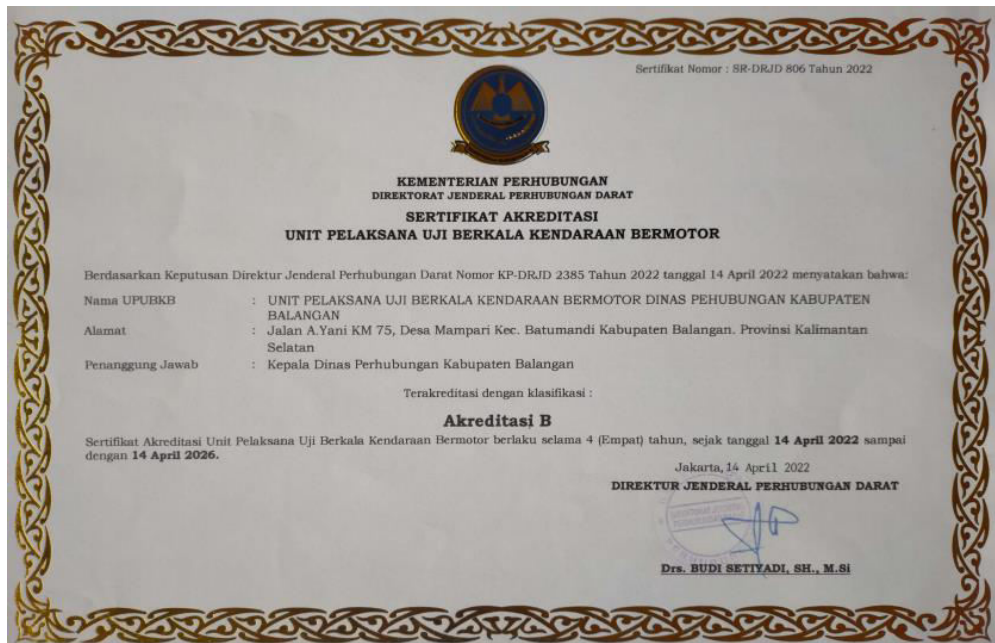 Sertifikat Nomor : SR-DRJD 806 Tahun 2022
KEMENTERIAN PERHUBUNGAN
DIREKTORAT JENDERAL PERHUBUNGAN DARAT
SERTIFIKAT AKREDITASI
UNIT PELAKSANA UJI BERKALA KENDARAAN BERMOTOR
Berdasarkan Keputusan Direktur Jenderal Perhubungan Darat Nomor KP-DRJD 2385 Tahun 2022 tanggal 14 April 2022 menyatakan bahwa:
Nama UPUBKB : UNIT PELAKSANA UJI BERKALA KENDARAAN BERMOTOR DINAS PEHUBUNGAN KABUPATEN
BALANGAN
Alamat : Jalan A.Yani KM 75, Desa Mampari Kec. Batumandi Kabupaten Balangan. Provinsi Kalimantan
Selatan
Penanggung Jawab : Kepala Dinas Perhubungan Kabupaten Balangan
Terakreditasi dengan klasifikasi :
Akreditasi B
Sertifikat Akreditasi Unit Pelaksana Uji Berkala Kendaraan Bermotor berlaku selama 4 (Empat) tahun, sejak tanggal 14 April 2022 sampai
dengan 14 April 2026.
Jakarta, 14 April 2022
DIREKTUR JENDERAL PERHUBUNGAN DARAT
Drs. BUDI SETIYADI, SH., M.Si